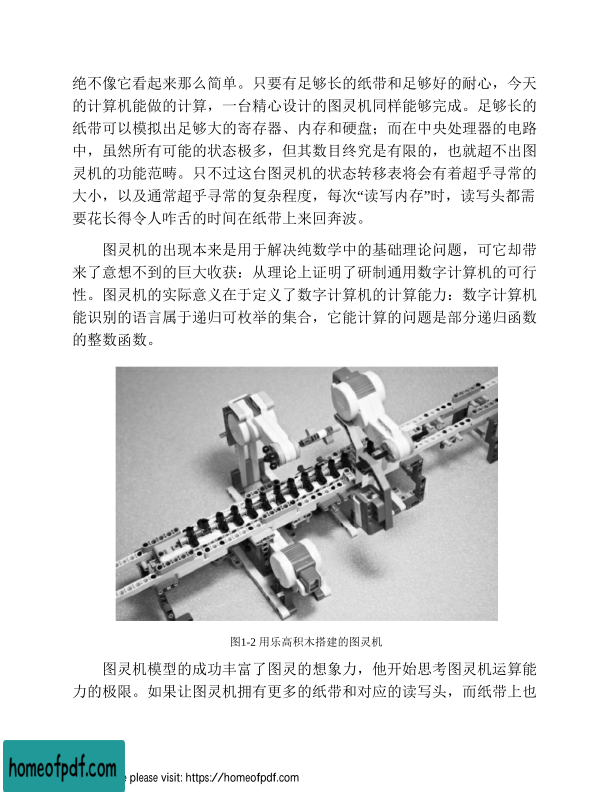 绝不像它看起来那么简单。只要有足够长的纸带和足够好的耐心，今天
的计算机能做的计算，一台精心设计的图灵机同样能够完成。足够长的
纸带可以模拟出足够大的寄存器、内存和硬盘；而在中央处理器的电路
中，虽然所有可能的状态极多，但其数目终究是有限的，也就超不出图
灵机的功能范畴。只不过这台图灵机的状态转移表将会有着超乎寻常的
大小，以及通常超乎寻常的复杂程度，每次“读写内存”时，读写头都需
要花长得令人咋舌的时间在纸带上来回奔波。
图灵机的出现本来是用于解决纯数学中的基础理论问题，可它却带
来了意想不到的巨大收获：从理论上证明了研制通用数字计算机的可行
性。图灵机的实际意义在于定义了数字计算机的计算能力：数字计算机
能识别的语言属于递归可枚举的集合，它能计算的问题是部分递归函数
的整数函数。
图1-2 用乐高积木搭建的图灵机
图灵机模型的成功丰富了图灵的想象力，他开始思考图灵机运算能
力的极限。如果让图灵机拥有更多的纸带和对应的读写头，而纸带上也
homeofpdf.com
please visit: https://homeofpdf.com